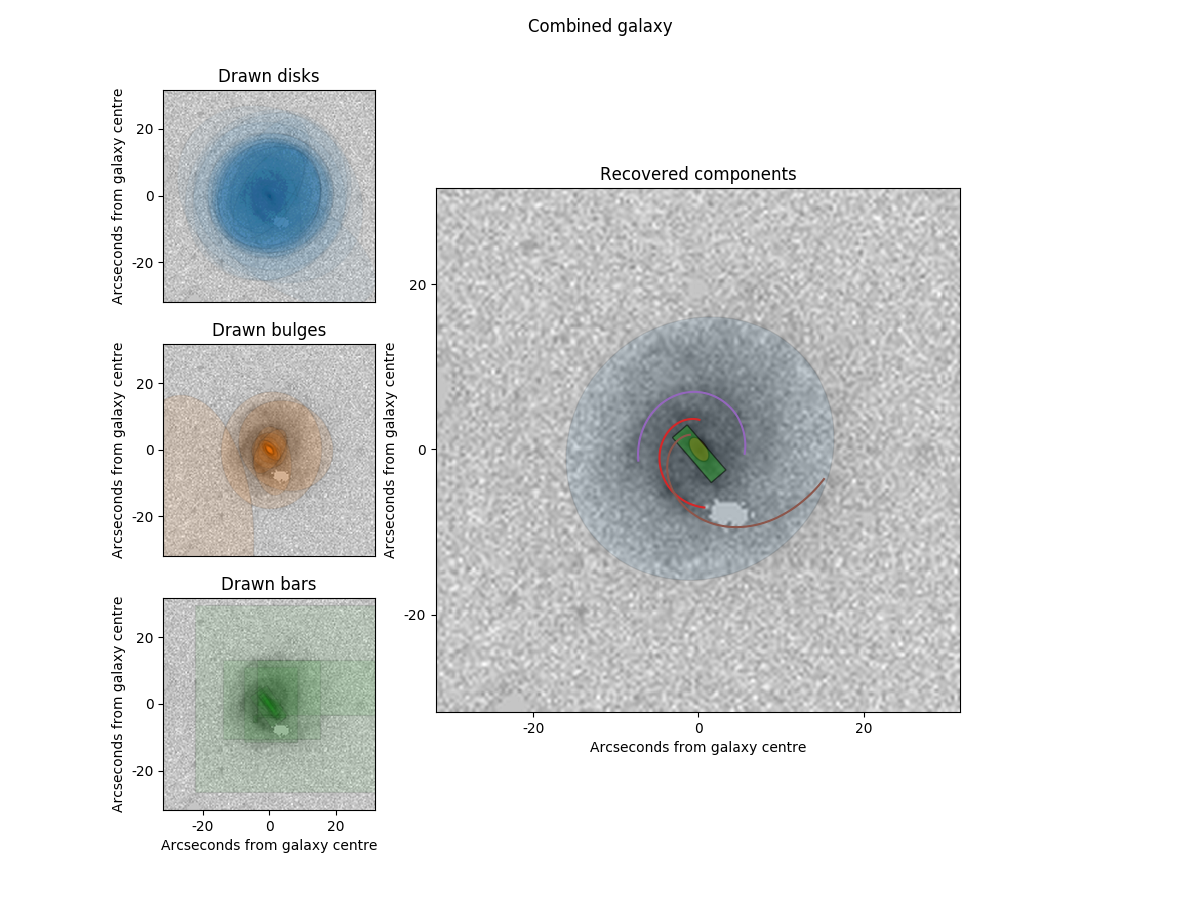 Combined galaxy
Drawn disks
Arcseconds from galaxy centre
20
0
-20
Drawn bulges
Arcseconds from galaxy centre
20
0
-20
Drawn bars
Arcseconds from galaxy centre
20
0
-20
-20 0 20
Arcseconds from galaxy centre
Recovered components
Arcseconds from galaxy centre
20
0
-20
-20 0 20
Arcseconds from galaxy centre